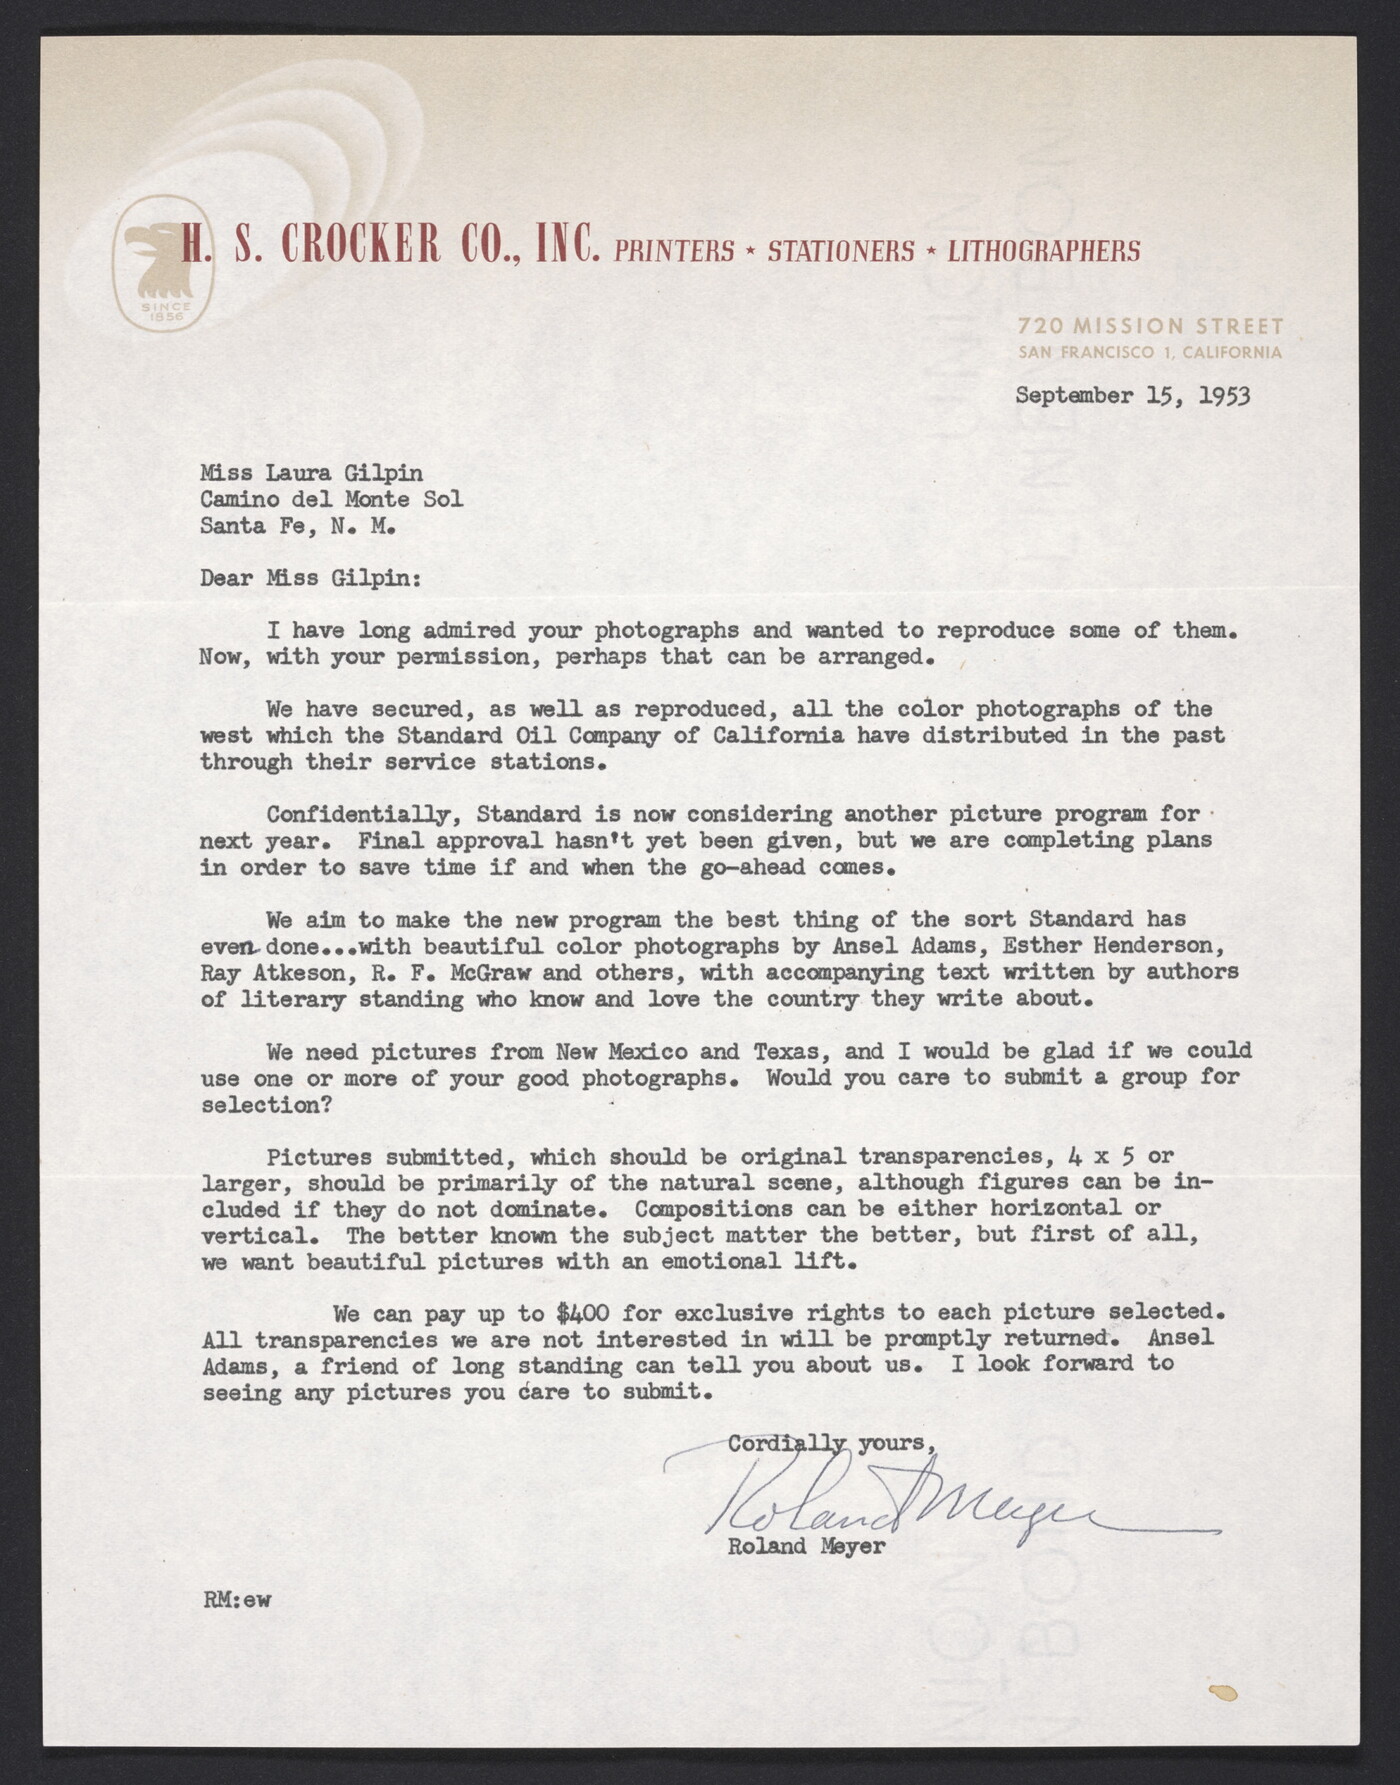 H. S. CROCKER CO., INC. PRINTERS ★ STATIONERS ★ LITHOGRAPHERS
SINCE
1856
720 MISSION STREET
SAN FRANCISCO 1, CALIFORNIA
September 15, 1953
Miss Laura Gilpin
Camino del Monte Sol
Santa Fe, N. M.
Dear Miss Gilpin:
I have long admired your photographs and wanted to reproduce some of them.
Now, with your permission, perhaps that can be arranged.
We have secured, as well as reproduced, all the color photographs of the
west which the Standard Oil Company of California have distributed in the past
through their service stations.
Confidentially, Standard is now considering another picture program for
next year. Final approval hasn't yet been given, but we are completing plans
in order to save time if and when the go-ahead comes.
We aim to make the new program the best thing of the sort Standard has
even done...with beautiful color photographs by Ansel Adams, Esther Henderson,
Ray Atkeson, R. F. McGraw and others, with accompanying text written by authors
of literary standing who know and love the country they write about.
We need pictures from New Mexico and Texas, and I would be glad if we could
use one or more of your good photographs. Would you care to submit a group for
selection?
Pictures submitted, which should be original transparencies, 4 x 5 or
larger, should be primarily of the natural scene, although figures can be in-
cluded if they do not dominate. Compositions can be either horizontal or
vertical. The better known the subject matter the better, but first of all,
we want beautiful pictures with an emotional lift.
We can pay up to $400 for exclusive rights to each picture selected.
All transparencies we are not interested in will be promptly returned. Ansel
Adams, a friend of long standing can tell you about us. I look forward to
seeing any pictures you care to submit.
Cordially yours,
Roland Meyer
Roland Meyer
RM:ew